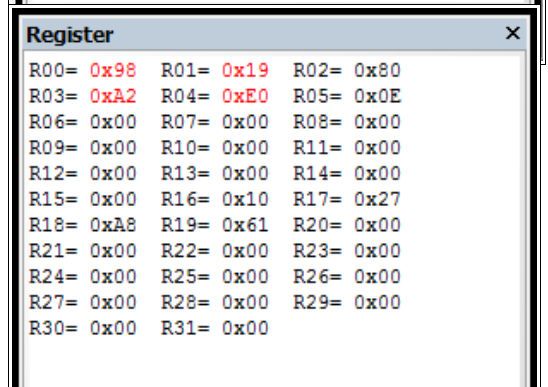 Register ×
R00= 0x98 R01= 0x19 R02= 0x80
R03= 0xA2 R04= 0xE0 R05= 0x0E
R06= 0x00 R07= 0x00 R08= 0x00
R09= 0x00 R10= 0x00 R11= 0x00
R12= 0x00 R13= 0x00 R14= 0x00
R15= 0x00 R16= 0x10 R17= 0x27
R18= 0xA8 R19= 0x61 R20= 0x00
R21= 0x00 R22= 0x00 R23= 0x00
R24= 0x00 R25= 0x00 R26= 0x00
R27= 0x00 R28= 0x00 R29= 0x00
R30= 0x00 R31= 0x00